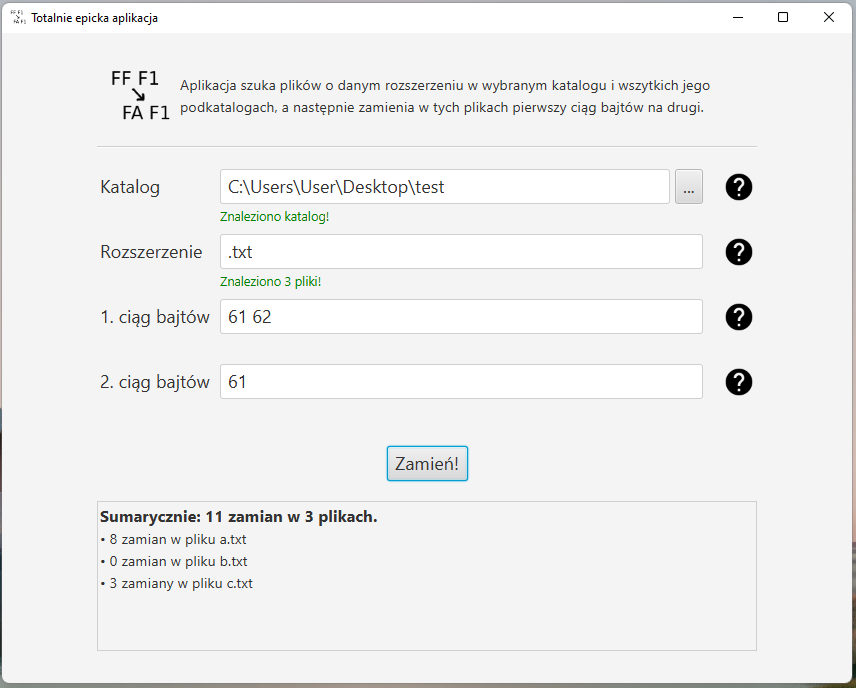 Totalnie epicka aplikacja
FF F1
FA F1
Aplikacja szuka plików o danym rozszerzeniu w wybranym katalogu i wszytkich jego
podkatalogach, a następnie zamienia w tych plikach pierwszy ciąg bajtów na drugi.
Katalog
C:\Users\User\Desktop\test
...
?
Znaleziono katalog!
Rozszerzenie
.txt
?
Znaleziono 3 pliki!
1. ciąg bajtów
61 62
?
2. ciąg bajtów
61
?
Zamień!
Sumarycznie: 11 zamian w 3 plikach.
• 8 zamian w pliku a.txt
• 0 zamian w pliku b.txt
• 3 zamiany w pliku c.txt